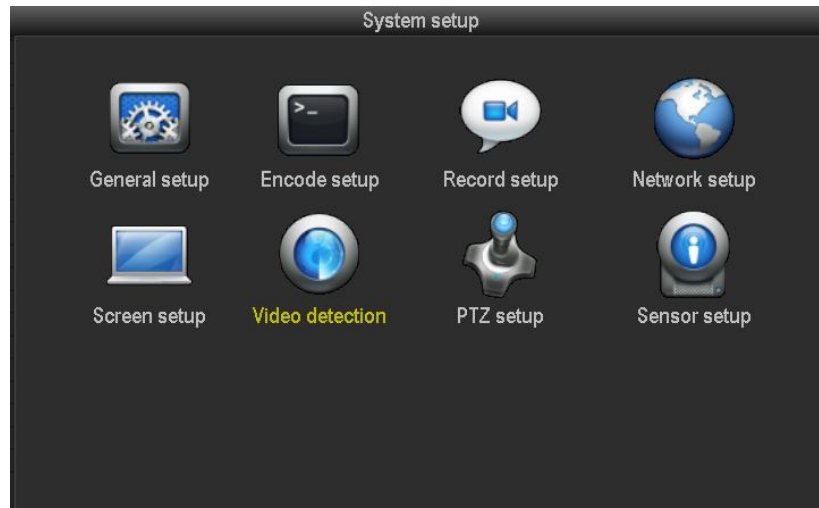 System setup
General setup
Encode setup
Record setup
Network setup
Screen setup
Video detection
PTZ setup
Sensor setup